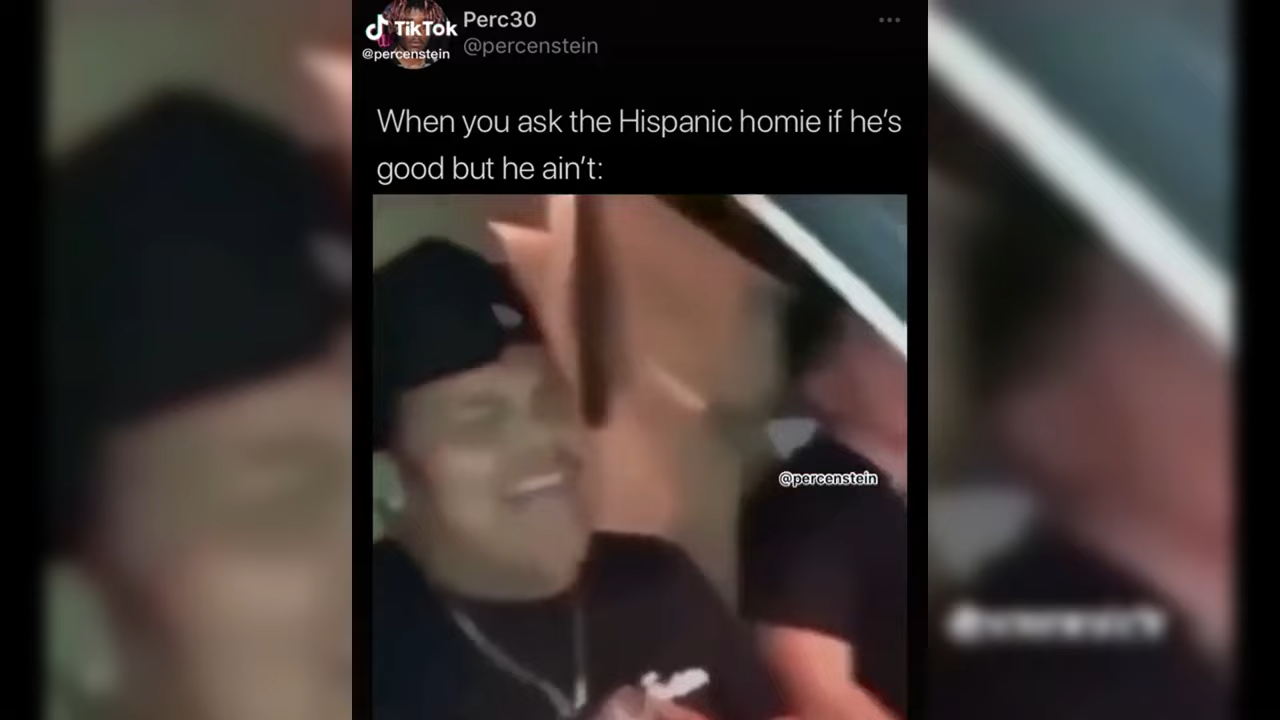 TikTok
@percenstein
Perc30
@percenstein
When you ask the Hispanic homie if he's
good but he ain't:
@percenstein